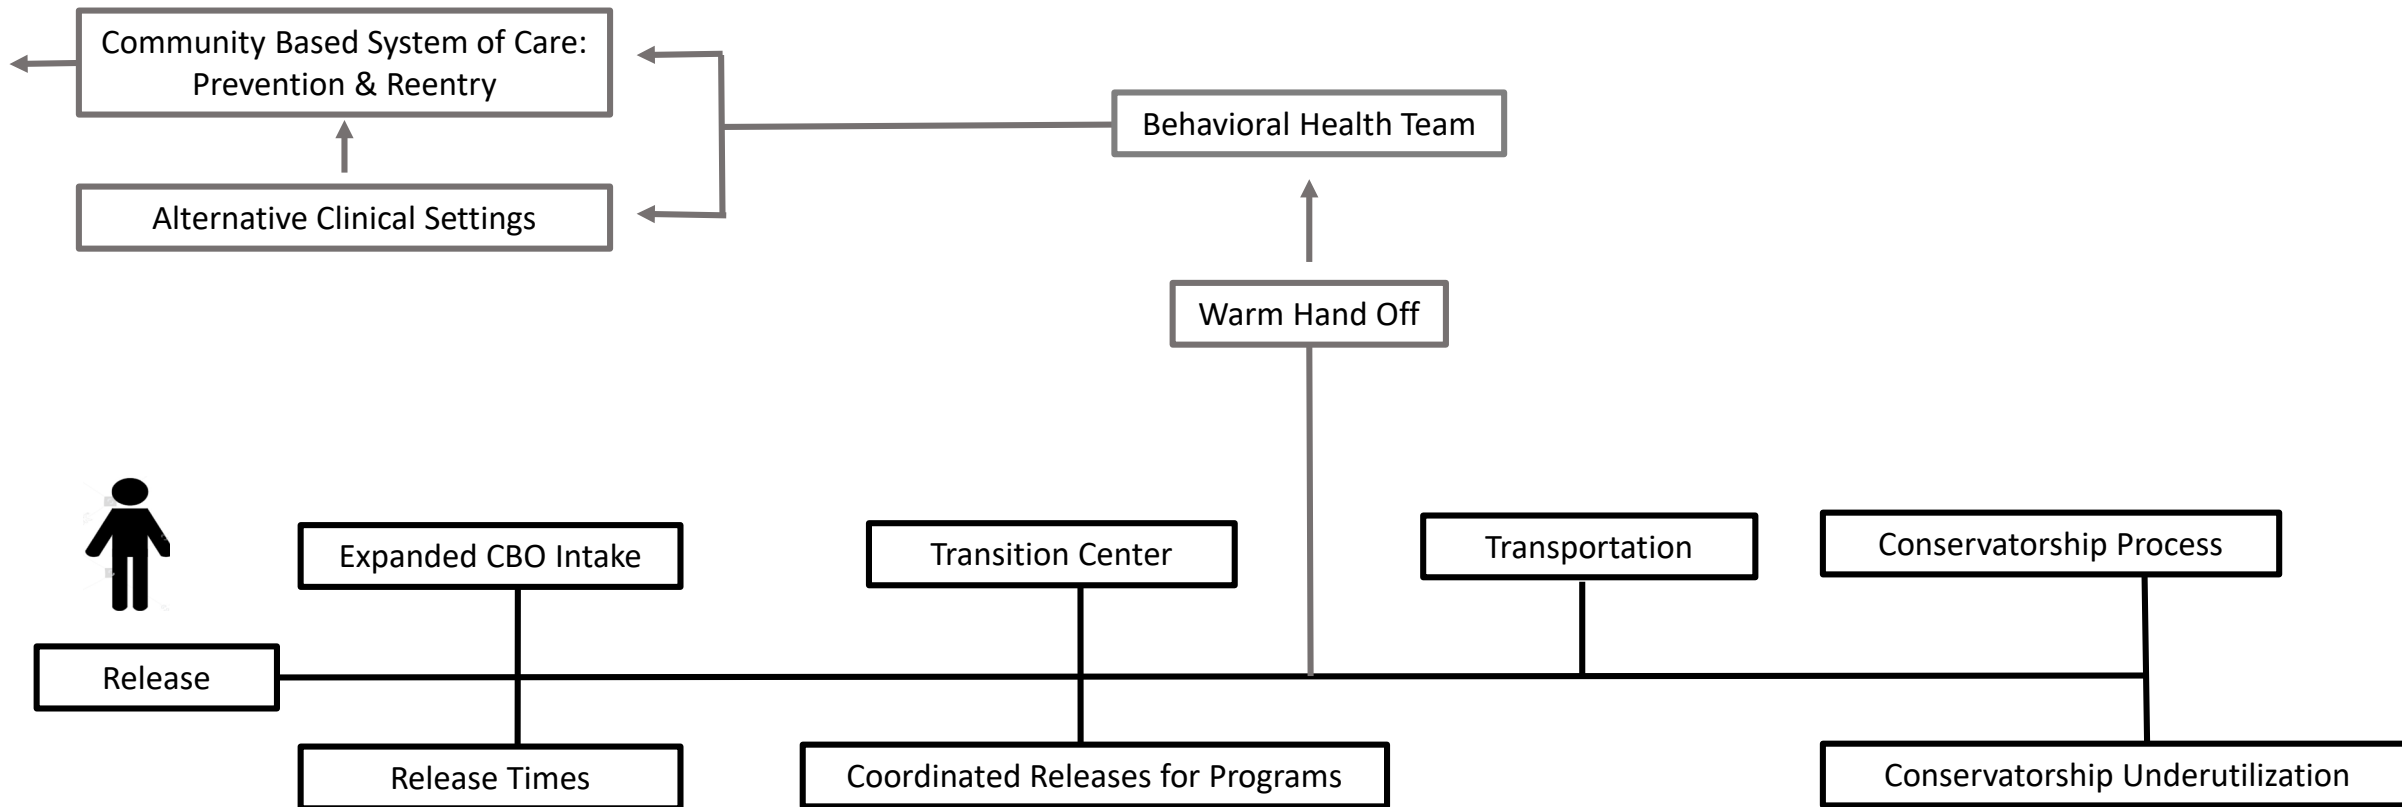 Community Based System of Care:
Prevention & Reentry
Behavioral Health Team
Alternative Clinical Settings
Warm Hand Off
Expanded CBO Intake
Transition Center
Transportation
Conservatorship Process
Release
Release Times
Coordinated Releases for Programs
Conservatorship Underutilization